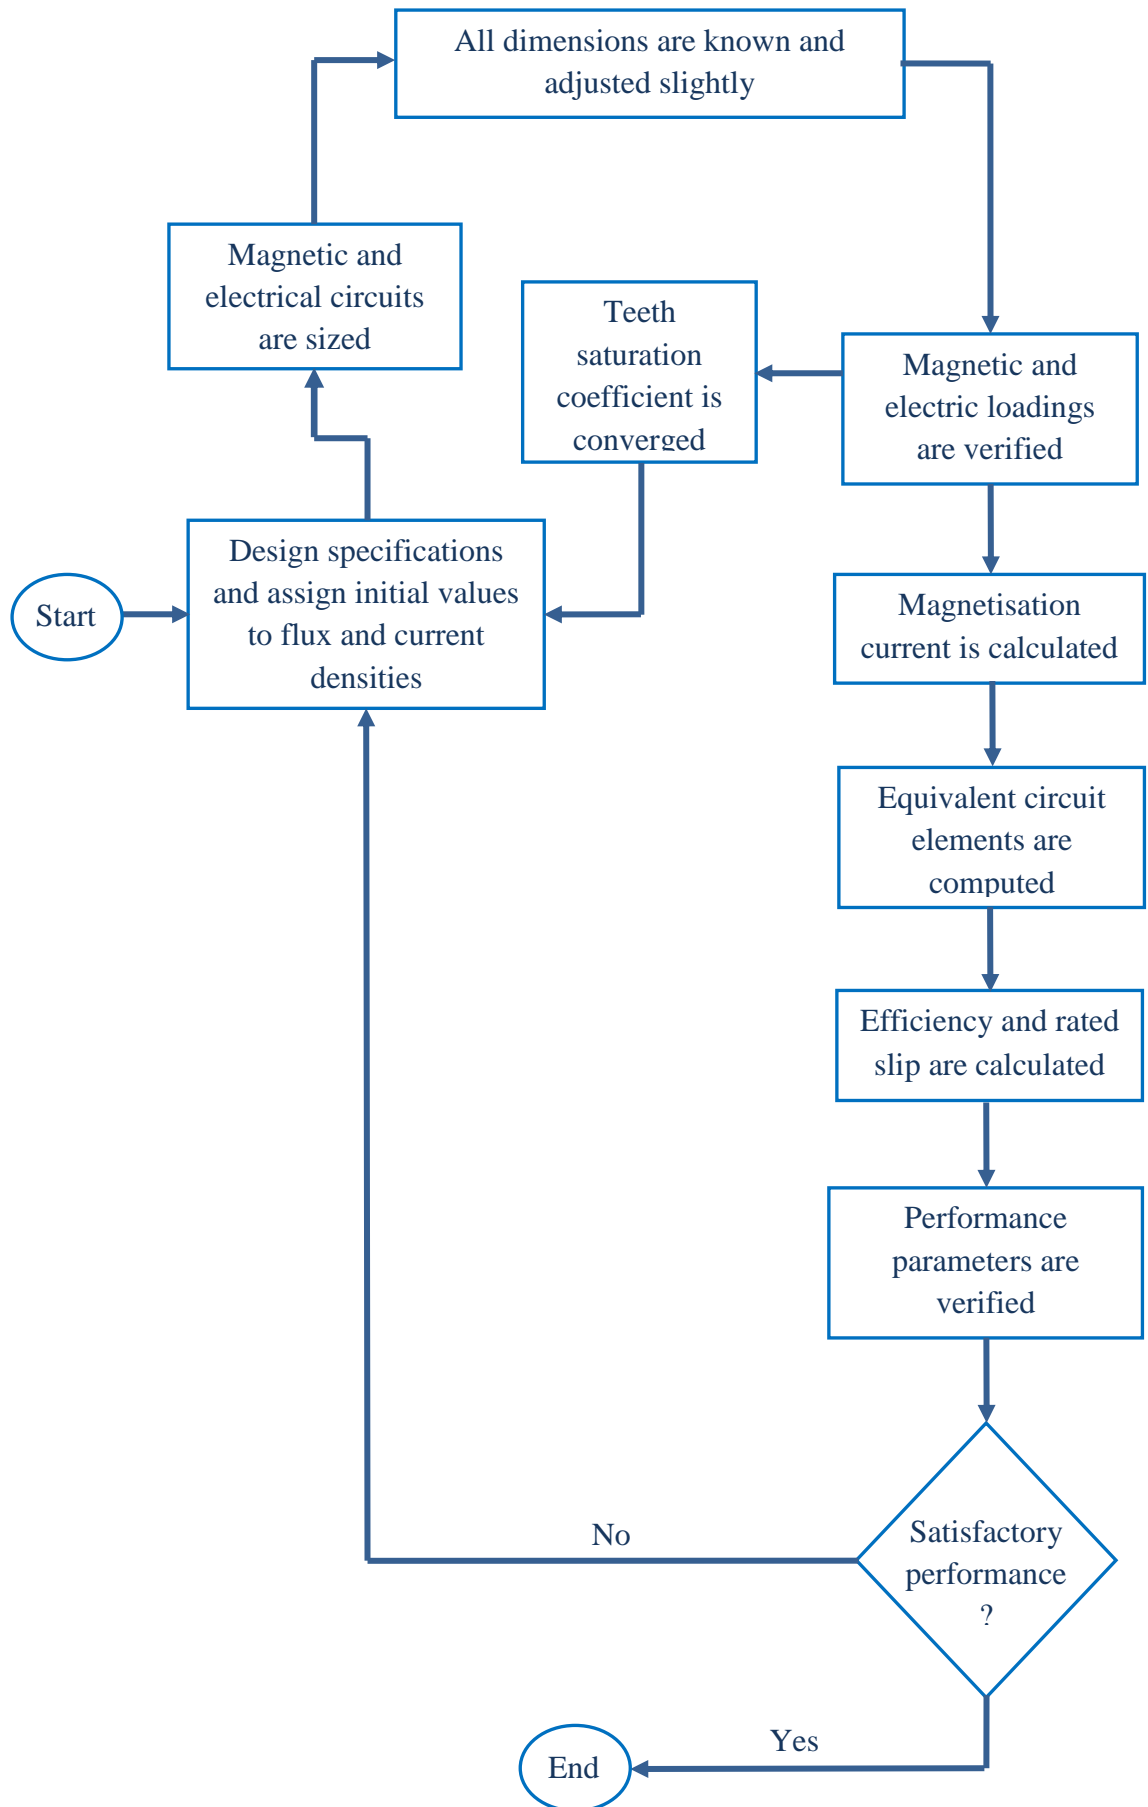 All dimensions are known and
adjusted slightly
Magnetic and
electrical circuits
are sized
Teeth
saturation
coefficient is
converged
Magnetic and
electric loadings
are verified
Start
Design specifications
and assign initial values
to flux and current
densities
Magnetisation
current is calculated
Equivalent circuit
elements are
computed
Efficiency and rated
slip are calculated
Performance
parameters are
verified
Satisfactory
performance
?
No
Yes
End